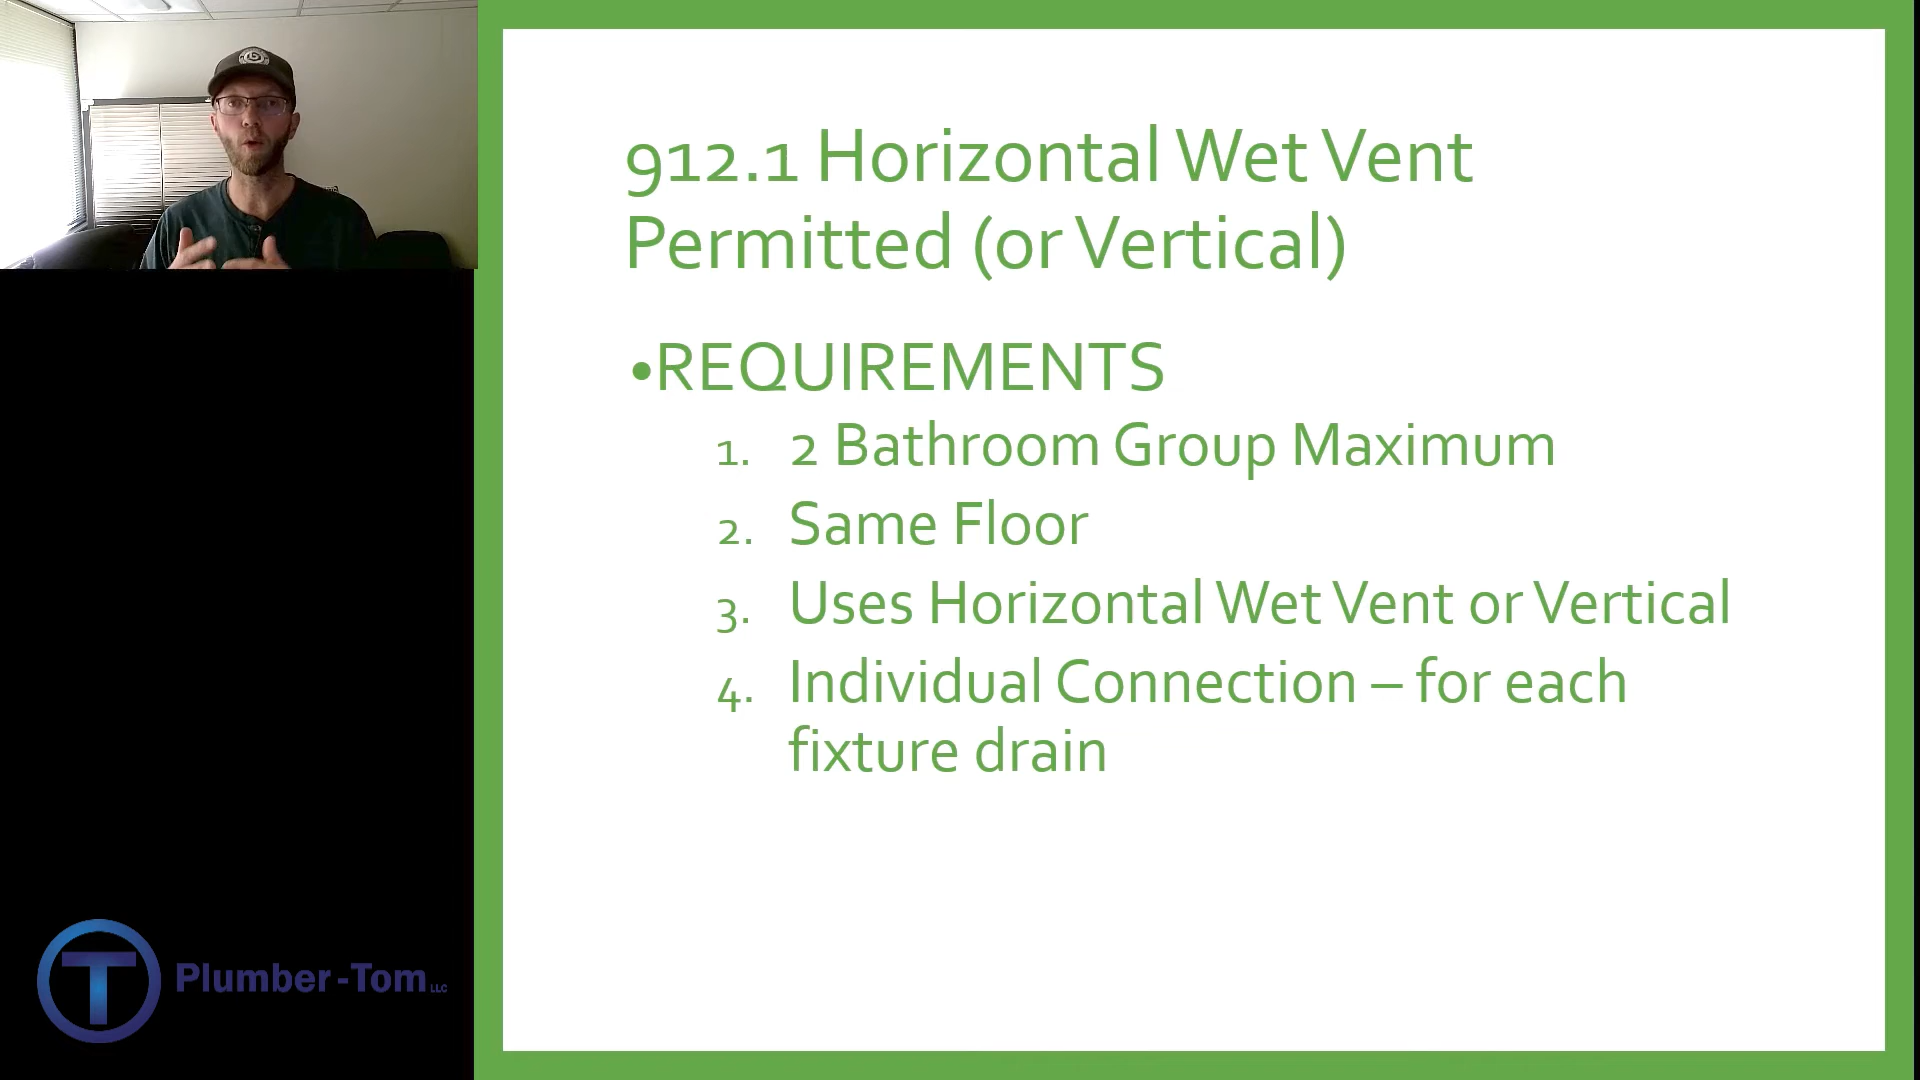 912.1 Horizontal Wet Vent
Permitted (or Vertical)
•REQUIREMENTS
1. 2 Bathroom Group Maximum
2. Same Floor
3. Uses Horizontal Wet Vent or Vertical
4. Individual Connection – for each
fixture drain
T
Plumber-Tom LLC